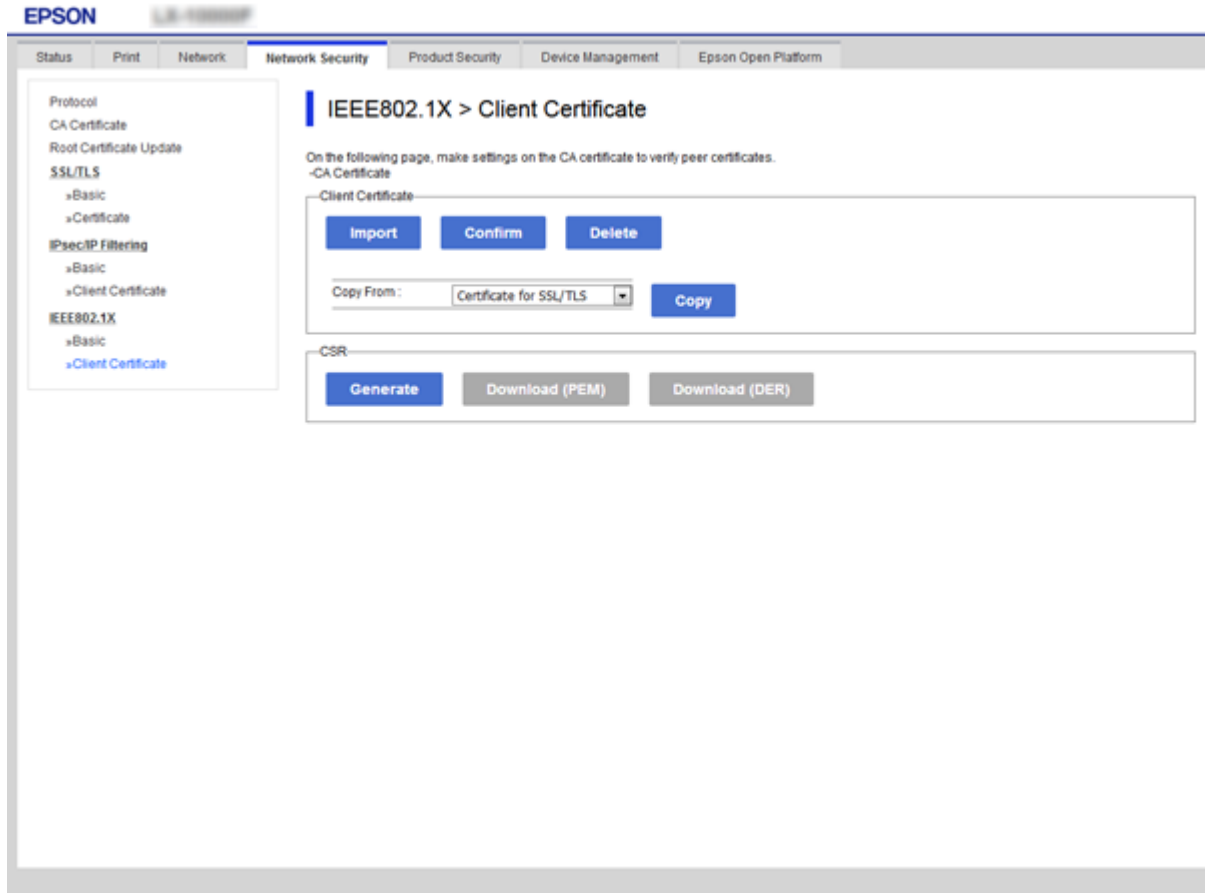 EPSON
Status Print Network Network Security Product Security Device Management Epson Open Platform
Protocol
CA Certificate
Root Certificate Update
SSL/TLS
»Basic
»Certificate
IPsec/IP Filtering
»Basic
»Client Certificate
IEEE802.1X
»Basic
»Client Certificate
IEEE802.1X > Client Certificate
On the following page, make settings on the CA certificate to verify peer certificates.
-CA Certificate
Client Certificate
Import Confirm Delete
Copy From : Certificate for SSL/TLS Copy
CSR
Generate Download (PEM) Download (DER)